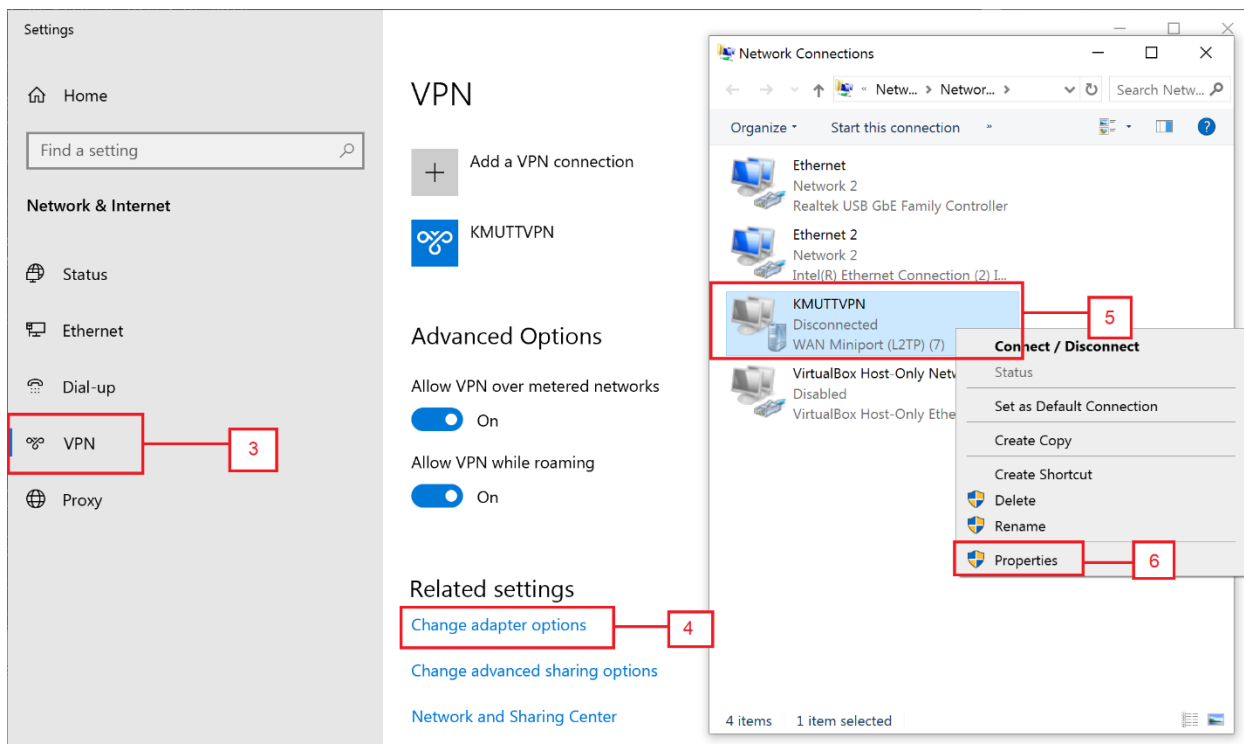 Settings
Home
Find a setting
Network & Internet
Status
Ethernet
Dial-up
VPN
3
Proxy
VPN
Add a VPN connection
KMUTTVPN
Advanced Options
Allow VPN over metered networks
On
Allow VPN while roaming
On
Related settings
Change adapter options
4
Change advanced sharing options
Network and Sharing Center
Network Connections
« Netw... > Networ... >
Search Netw...
Organize
Start this connection
»
Ethernet
Network 2
Realtek USB GbE Family Controller
Ethernet 2
Network 2
Intel(R) Ethernet Connection (2) I...
KMUTTVPN
Disconnected
WAN Miniport (L2TP) (7)
5
VirtualBox Host-Only Netw
Disabled
VirtualBox Host-Only Ethe
Connect / Disconnect
Status
Set as Default Connection
Create Copy
Create Shortcut
Delete
Rename
Properties
6
4 items
1 item selected